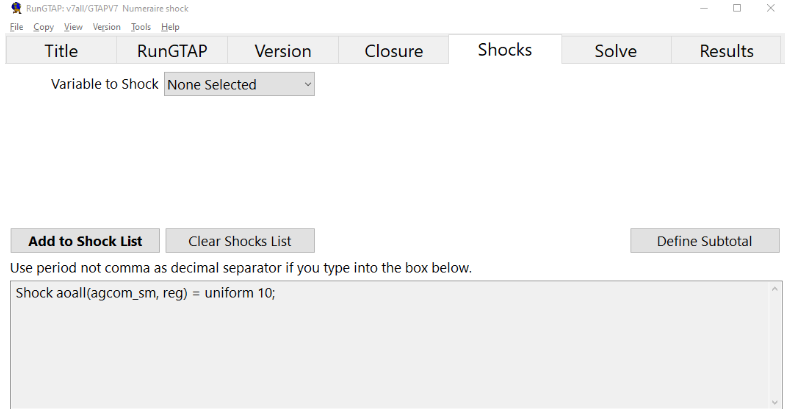 RunGTAP: v7all/GTAPV7 Numeraire shock
File Copy View Version Tools Help
Title RunGTAP Version Closure Shocks Solve Results
Variable to Shock None Selected
Add to Shock List Clear Shocks List Define Subtotal
Use period not comma as decimal separator if you type into the box below.
Shock aoall(agcom_sm, reg) = uniform 10;